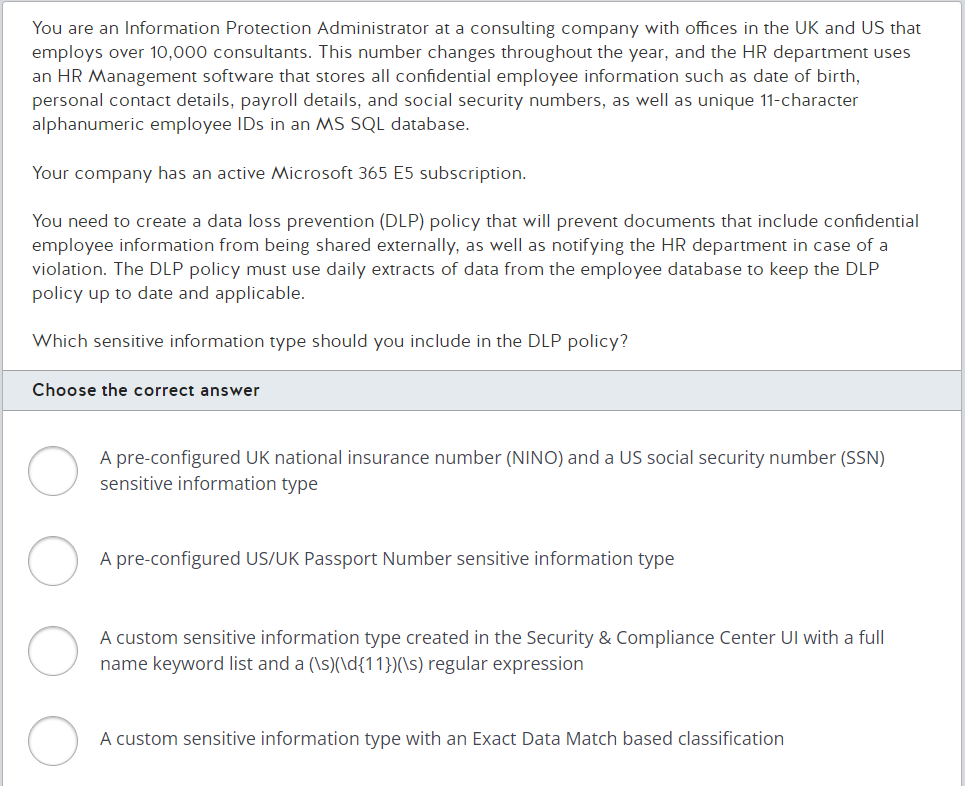 You are an Information Protection Administrator at a consulting company with offices in the UK and US that
employs over 10,000 consultants. This number changes throughout the year, and the HR department uses
an HR Management software that stores all confidential employee information such as date of birth,
personal contact details, payroll details, and social security numbers, as well as unique 11-character
alphanumeric employee IDs in an MS SQL database.
Your company has an active Microsoft 365 E5 subscription.
You need to create a data loss prevention (DLP) policy that will prevent documents that include confidential
employee information from being shared externally, as well as notifying the HR department in case of a
violation. The DLP policy must use daily extracts of data from the employee database to keep the DLP
policy up to date and applicable.
Which sensitive information type should you include in the DLP policy?
Choose the correct answer
A pre-configured UK national insurance number (NINO) and a US social security number (SSN)
sensitive information type
A pre-configured US/UK Passport Number sensitive information type
A custom sensitive information type created in the Security & Compliance Center UI with a full
name keyword list and a (\s)(\d{11})(\s) regular expression
A custom sensitive information type with an Exact Data Match based classification